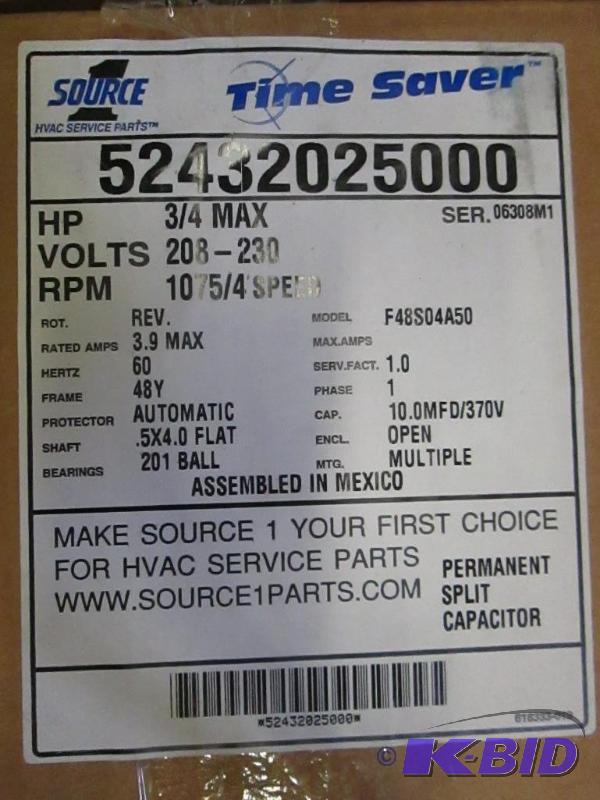 SOURCE 1
HVAC SERVICE PARTS™
Time Saver™
52432025000
HP 3/4 MAX
SER. 06308M1
VOLTS 208-230
RPM 1075/4 SPEED
ROT. REV.
MODEL F48S04A50
RATED AMPS 3.9 MAX
MAX.AMPS
HERTZ 60
SERV.FACT. 1.0
FRAME 48Y
PHASE 1
PROTECTOR AUTOMATIC
CAP. 10.0MFD/370V
SHAFT .5X4.0 FLAT
ENCL. OPEN
BEARINGS 201 BALL
MTG. MULTIPLE
ASSEMBLED IN MEXICO
MAKE SOURCE 1 YOUR FIRST CHOICE
FOR HVAC SERVICE PARTS
WWW.SOURCE1PARTS.COM
PERMANENT
SPLIT
CAPACITOR
*52432025000*
© K-BID